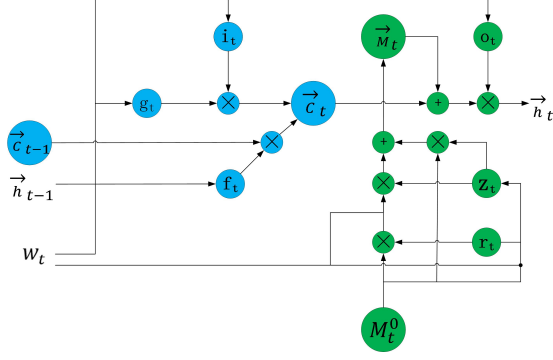 i_t
→M_t
o_t
g_t
×
→C_t
+
×
→h_t
→C_{t-1}
×
+
×
→h_{t-1}
f_t
×
z_t
W_t
×
r_t
M_t^0